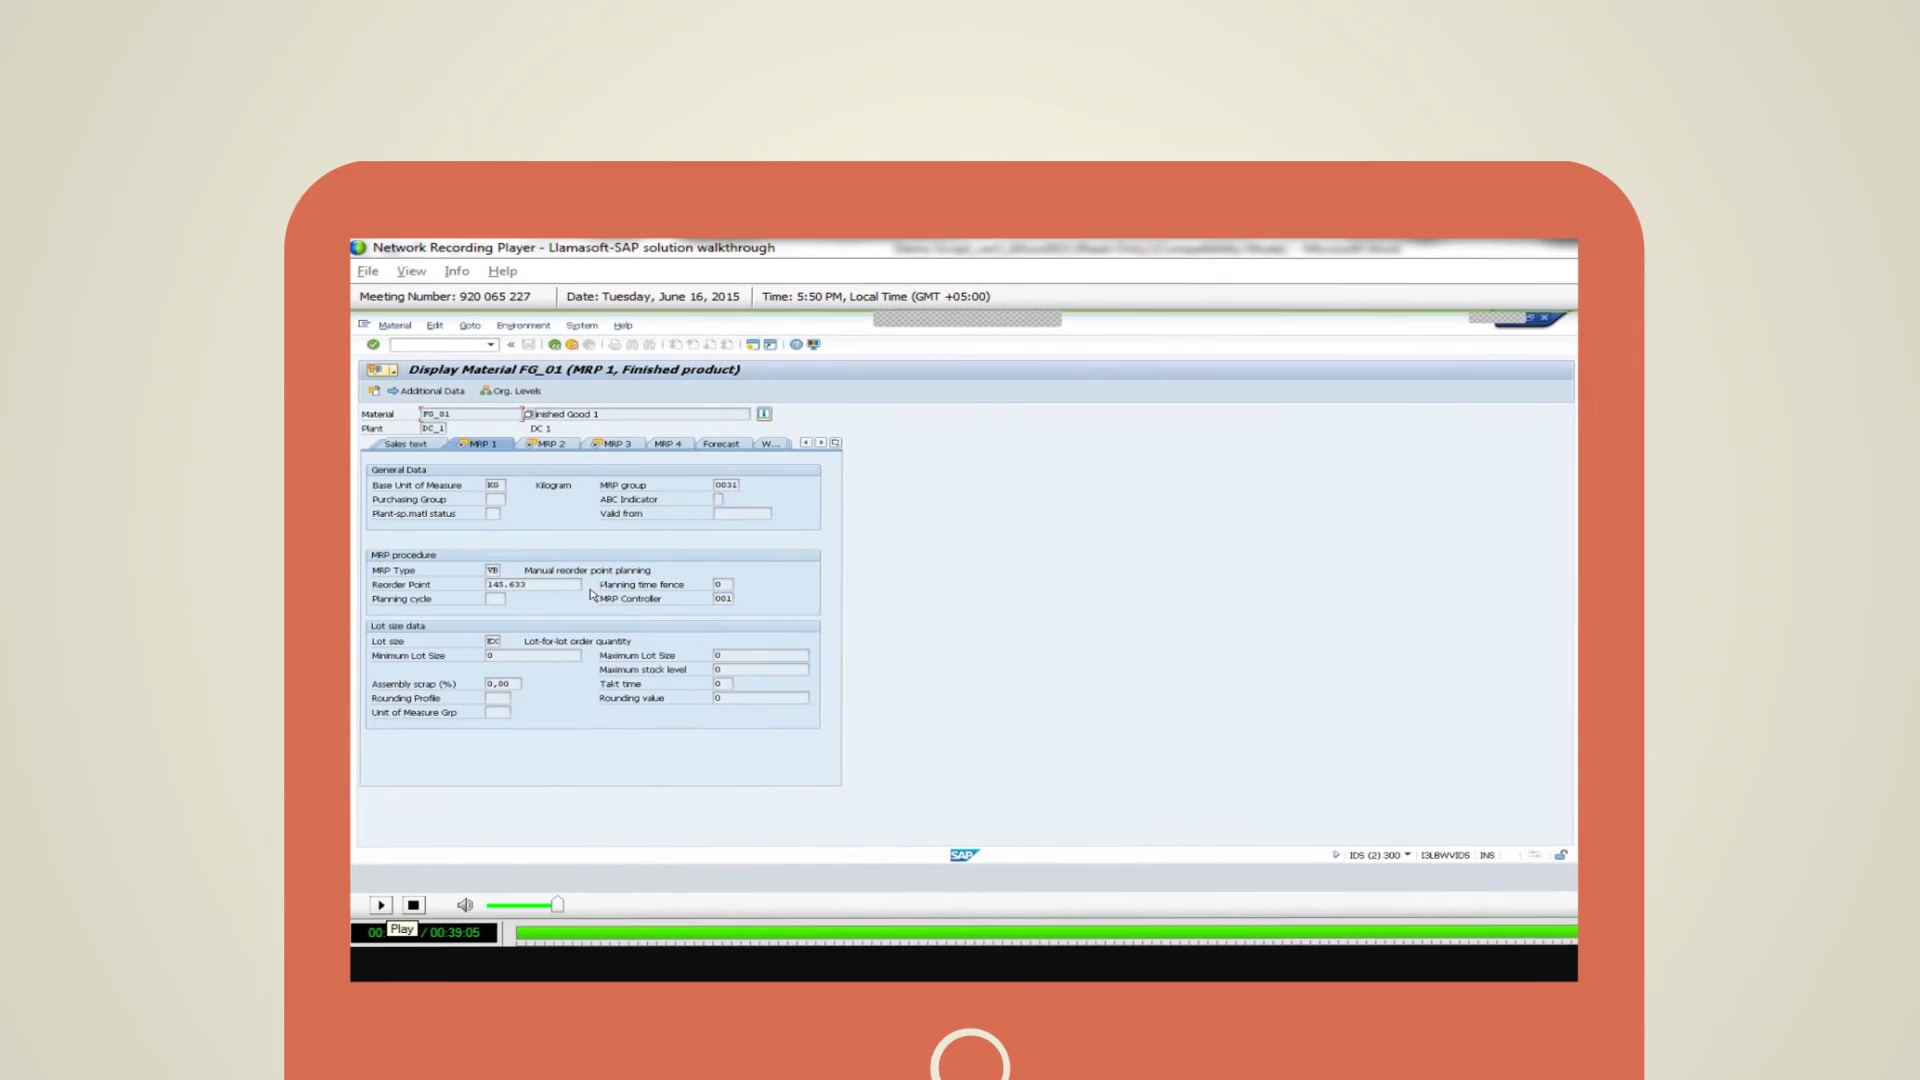 Network Recording Player - Llamasoft-SAP solution walkthrough
File View Info Help
Meeting Number: 920 065 227 Date: Tuesday, June 16, 2015 Time: 5:50 PM, Local Time (GMT +05:00)
Material Edit Goto Environment System Help
Display Material FG_01 (MRP 1, Finished product)
Additional Data Org. Levels
Material FG_01 inished Good 1
Plant DC_1 DC 1
Sales text MRP 1 MRP 2 MRP 3 MRP 4 Forecast W...
General Data
Base Unit of Measure KG Kilogram MRP group 0031
Purchasing Group ABC Indicator
Plant-sp.matl status Valid from
MRP procedure
MRP Type VB Manual reorder point planning
Reorder Point 145.633 Planning time fence 0
Planning cycle MRP Controller 001
Lot size data
Lot size EX Lot-for-lot order quantity
Minimum Lot Size 0 Maximum Lot Size 0
Maximum stock level 0
Assembly scrap (%) 0,00 Takt time 0
Rounding Profile Rounding value 0
Unit of Measure Grp
SAP IDS (2) 300 I3LBWVIDS INS
00: Play / 00:39:05